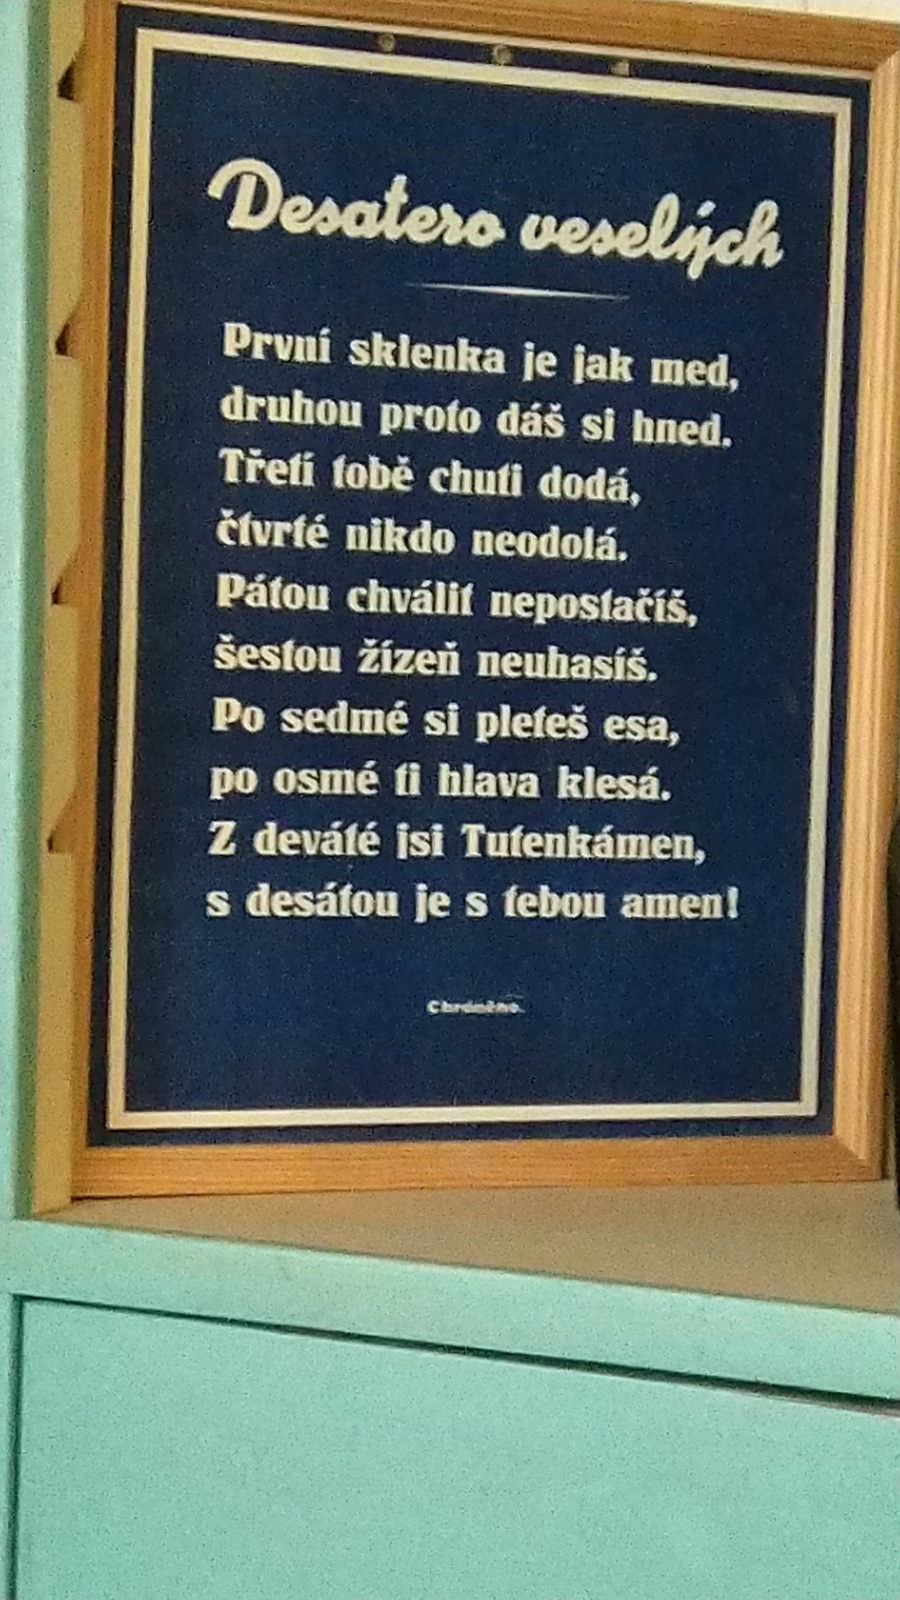 Desatero veselých
První sklenka je jak med,
druhou proto dáš si hned.
Třetí tobě chuti dodá,
čtvrté nikdo neodolá.
Pátou chválit nepostačíš,
šestou žízeň neuhasíš.
Po sedmé si pleteš esa,
po osmé ti hlava klesá.
Z deváté jsi Tutenkámen,
s desátou je s tebou amen!
Chráněno.